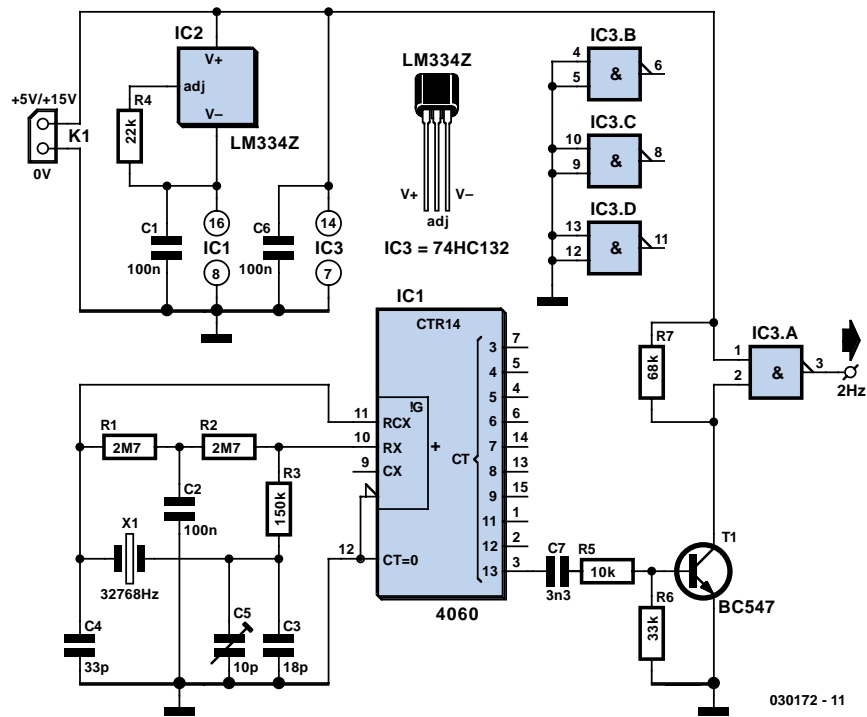 IC2
LM334Z
IC3.B
V+
4
6
5
&
+5V/+15V
R4
adj
V–
K1
22k
LM334Z
IC3.C
10
8
9
&
0V
V+
V–
adj
IC3.D
C1
100n
16
IC1
8
C6
100n
14
IC3
7
IC3 = 74HC132
13
11
12
&
IC1
CTR14
3
7
4
5
5
4
6
6
7
14
8
13
9
15
11
1
12
2
13
3
CT
11
RCX
!G
10
RX
+
9
CX
12
CT=0
4060
R1
2M7
R2
2M7
R3
150k
C2
100n
X1
32768Hz
C4
33p
C5
10p
C3
18p
R7
68k
IC3.A
1
2
3
&
2Hz
C7
3n3
R5
10k
T1
BC547
R6
33k
030172 - 11